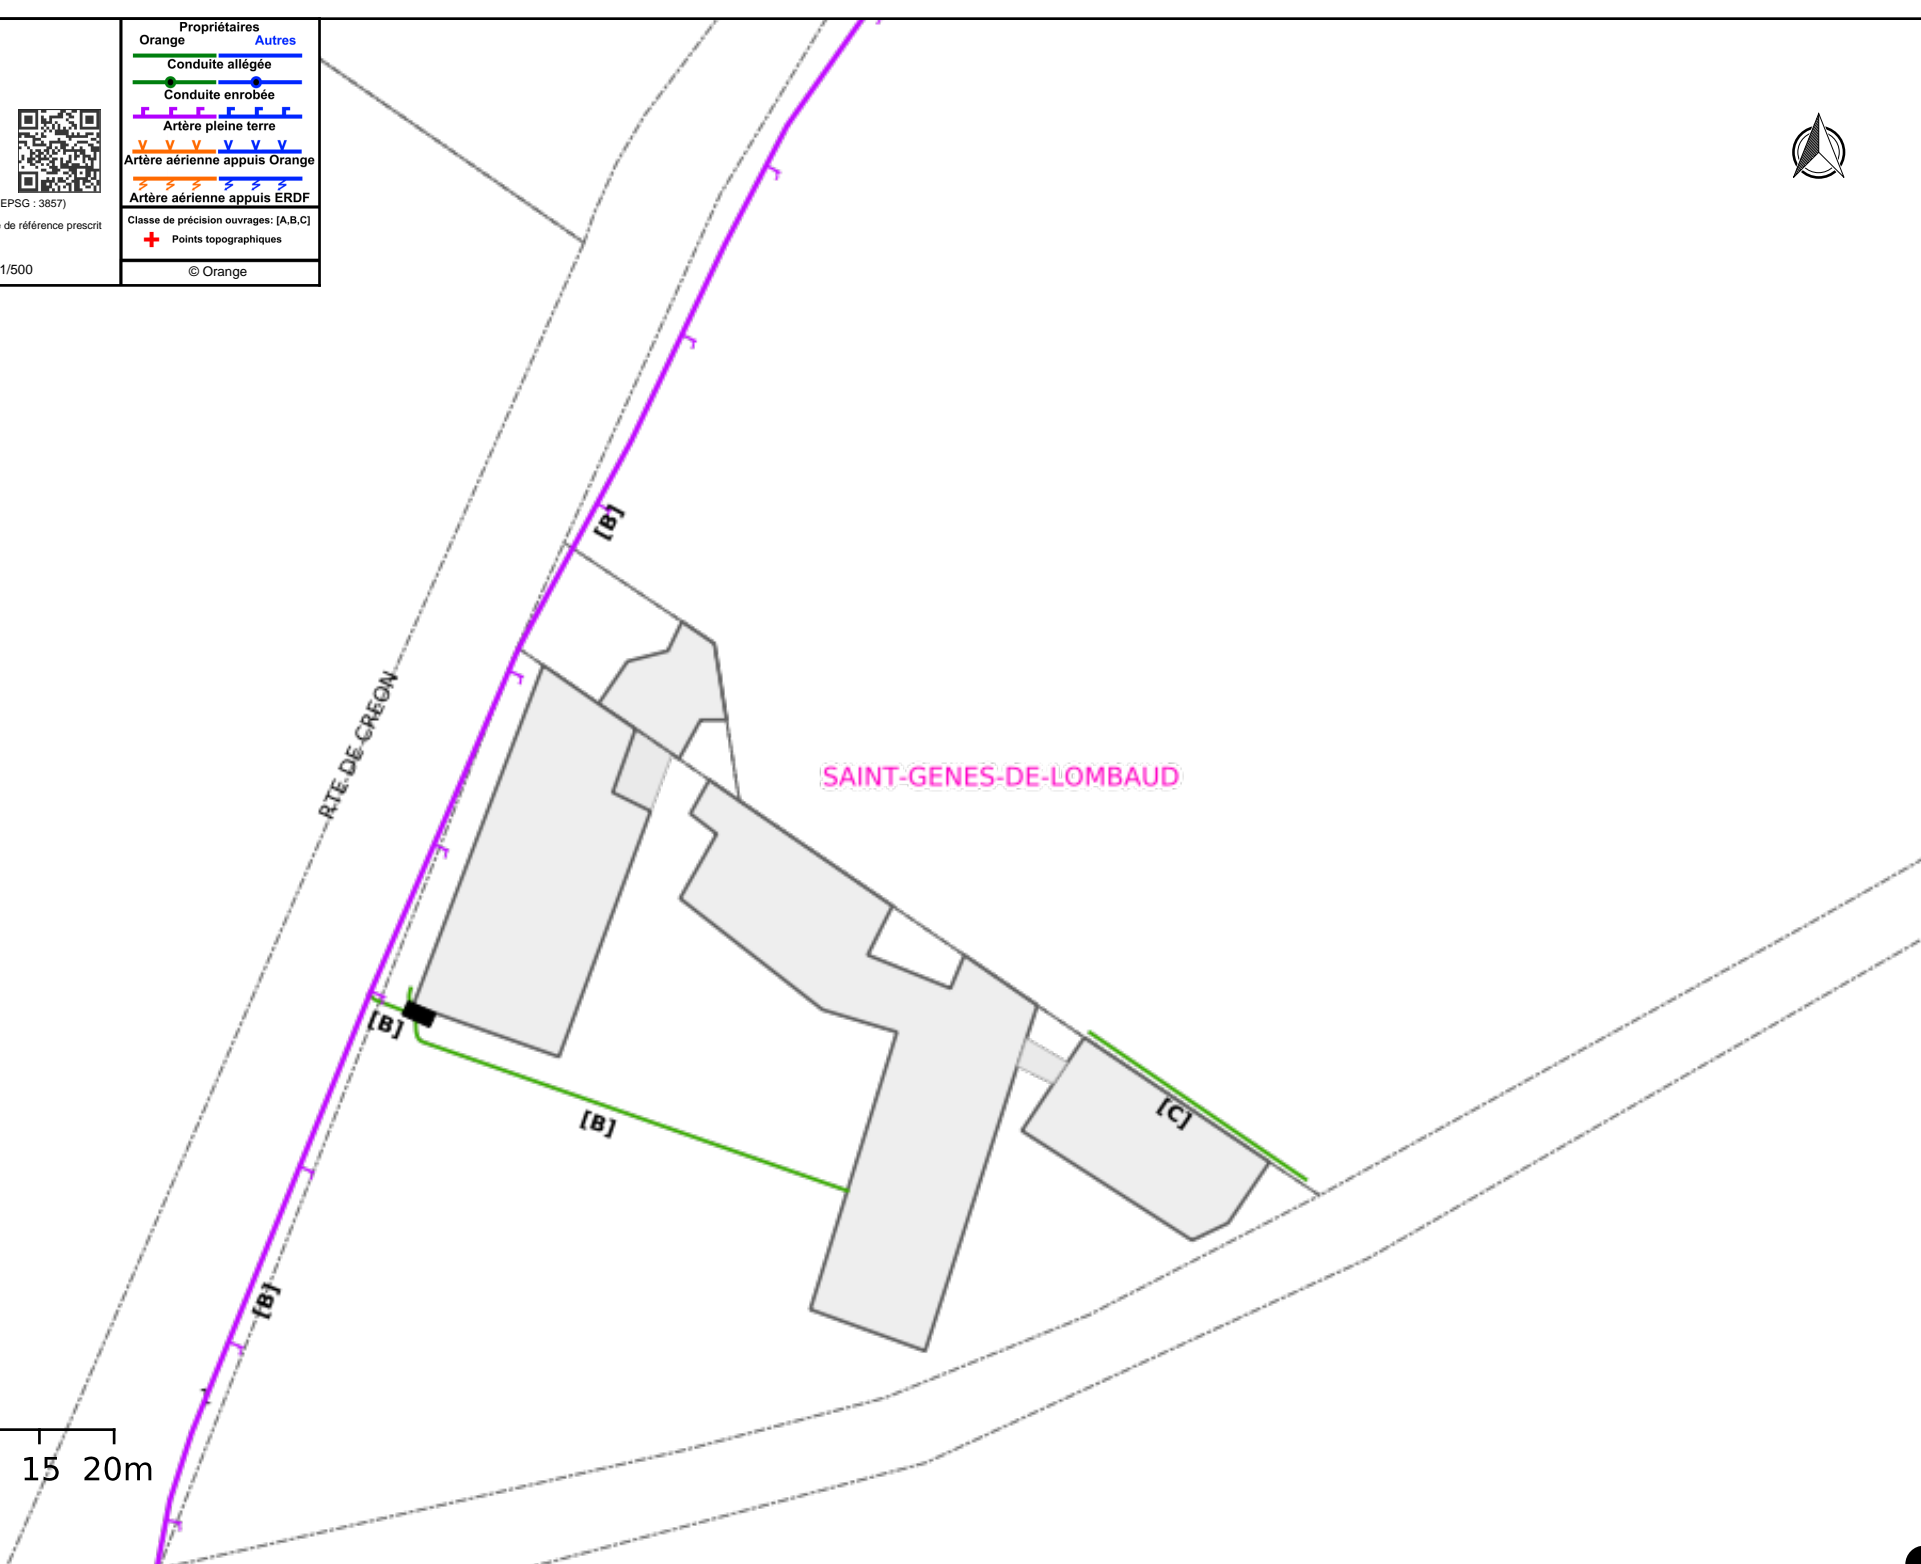 Propriétaires
Orange Autres
Conduite allégée
Conduite enrobée
Artère pleine terre
Artère aérienne appuis Orange
Artère aérienne appuis ERDF
Classe de précision ouvrages: [A,B,C]
Points topographiques
© Orange
EPSG : 3857)
de référence prescrit
1/500
[B]
RTE DE CREON
SAINT-GENES-DE-LOMBAUD
[B]
[B]
[C]
[B]
15 20m